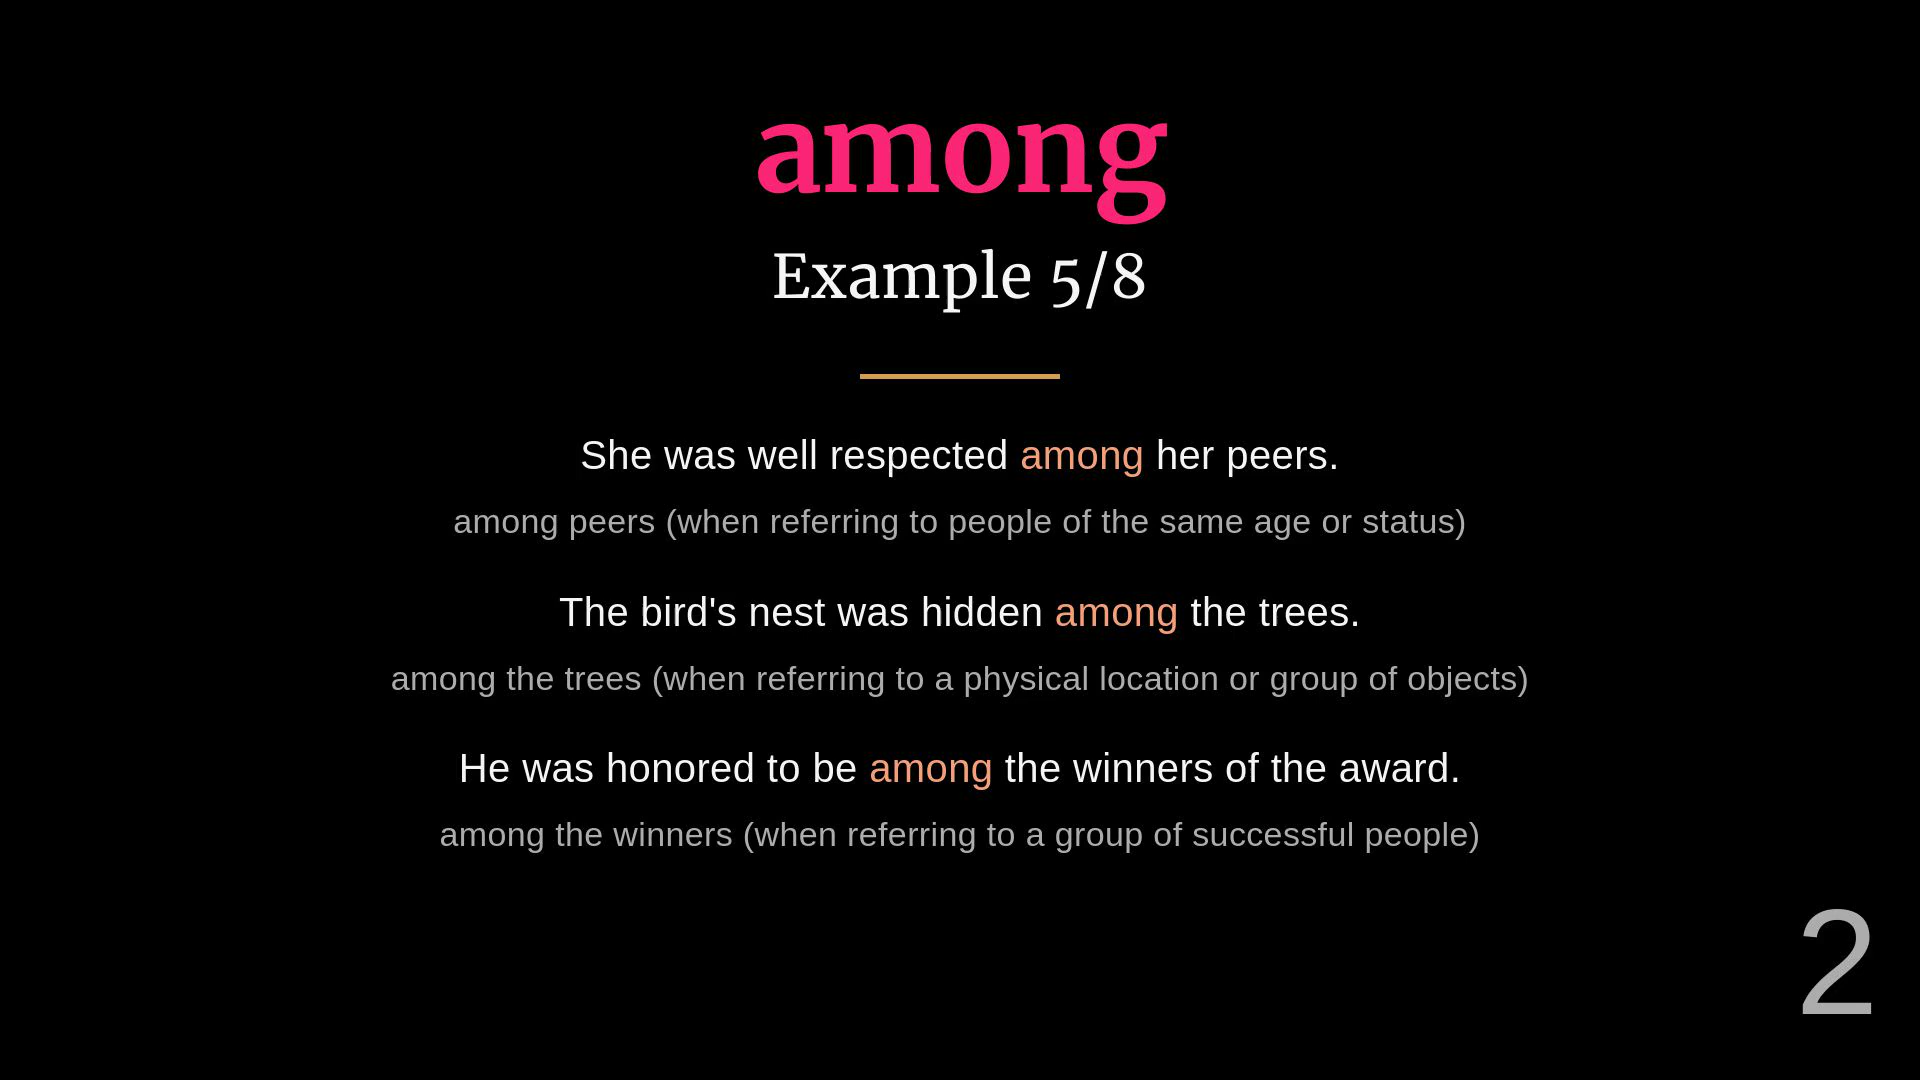 among
Example 5/8
She was well respected among her peers.
among peers (when referring to people of the same age or status)
The bird's nest was hidden among the trees.
among the trees (when referring to a physical location or group of objects)
He was honored to be among the winners of the award.
among the winners (when referring to a group of successful people)
2